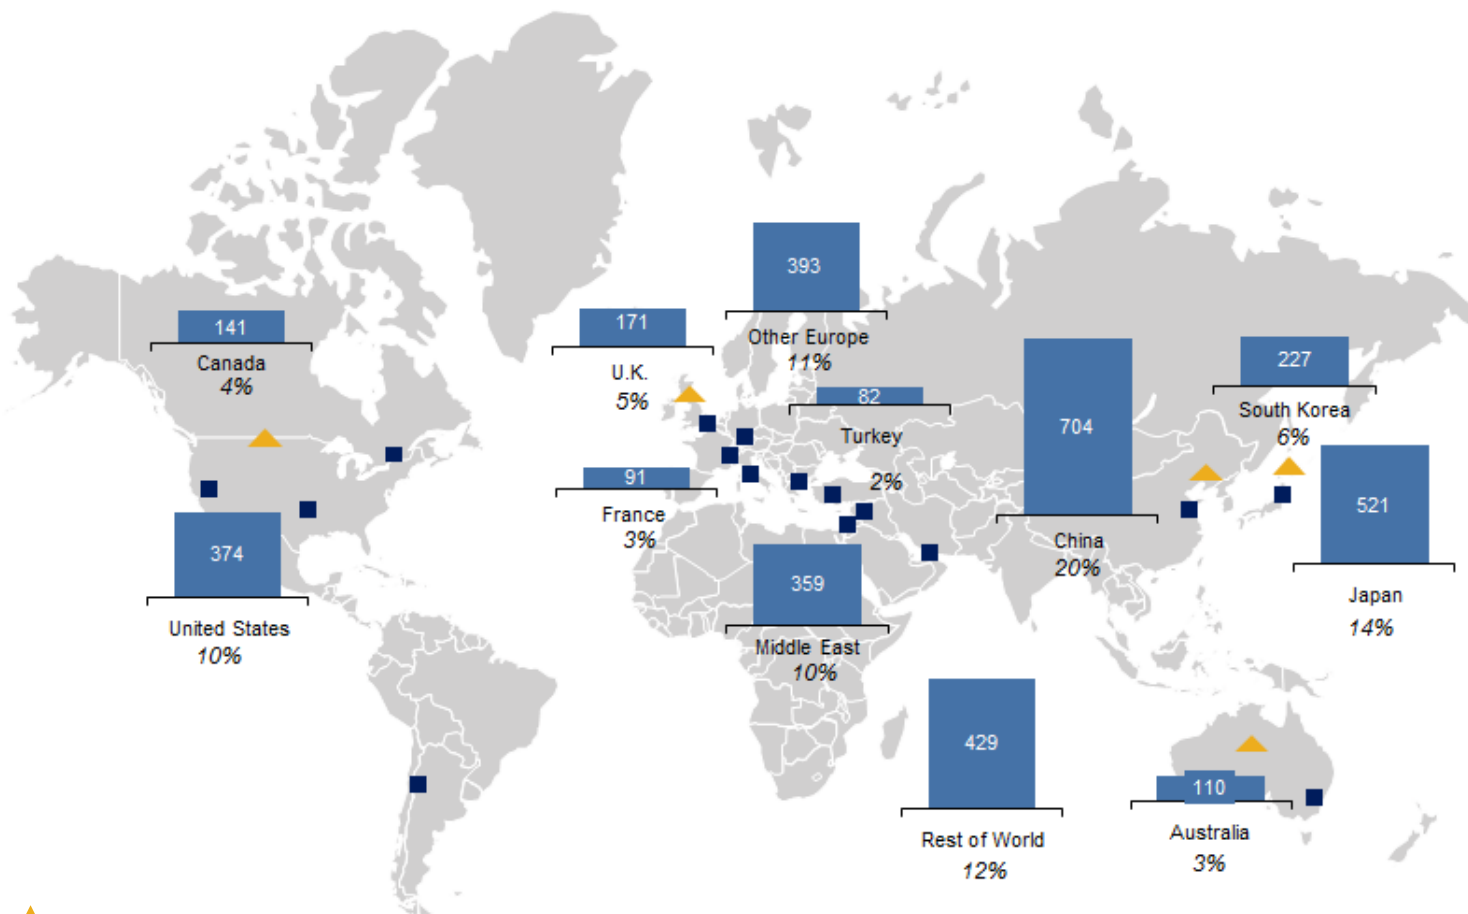 393
Other Europe
11%
141
Canada
4%
171
U.K.
5%
82
Turkey
2%
704
China
20%
227
South Korea
6%
91
France
3%
521
Japan
14%
374
United States
10%
359
Middle East
10%
429
Rest of World
12%
110
Australia
3%